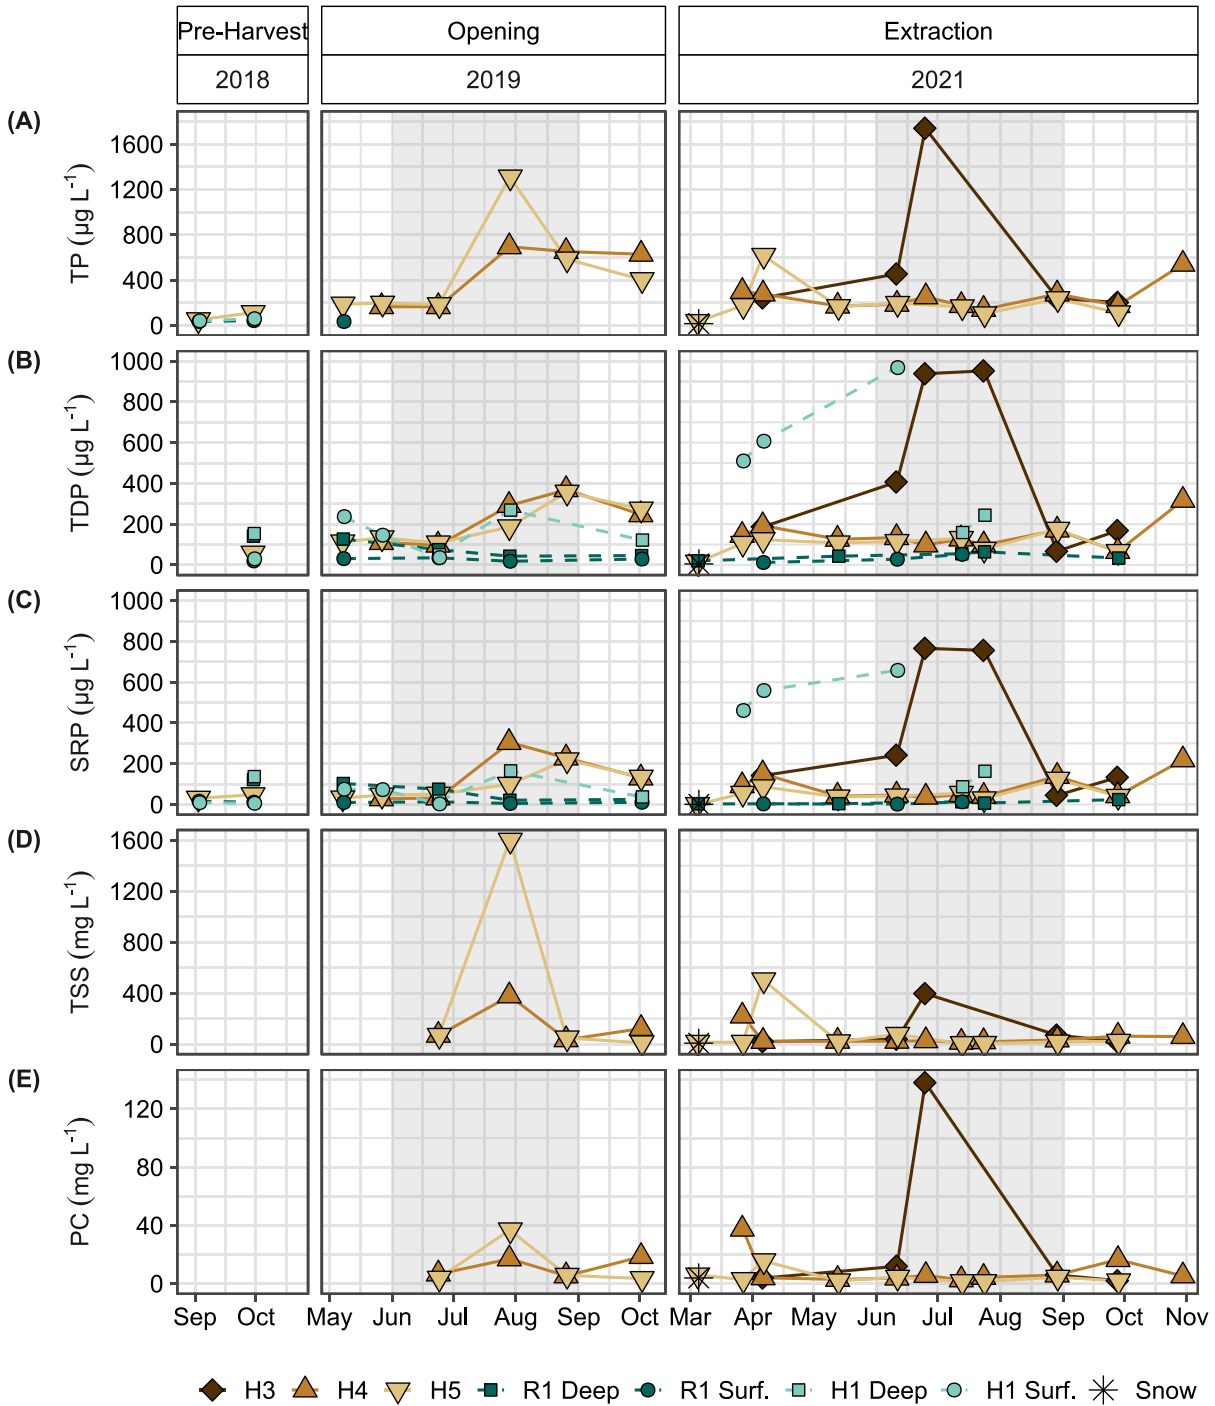 Pre-Harvest Opening Extraction
2018 2019 2021
(A)
TP (µg L⁻¹)
1600
1200
800
400
0
(B)
TDP (µg L⁻¹)
1000
800
600
400
200
0
(C)
SRP (µg L⁻¹)
1000
800
600
400
200
0
(D)
TSS (mg L⁻¹)
1600
1200
800
400
0
(E)
PC (mg L⁻¹)
120
80
40
0
Sep Oct May Jun Jul Aug Sep Oct Mar Apr May Jun Jul Aug Sep Oct Nov
H3 H4 H5 R1 Deep R1 Surf. H1 Deep H1 Surf. Snow